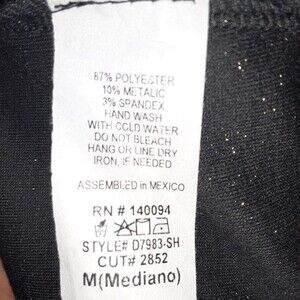 87% POLYESTER
10% METALIC
3% SPANDEX
HAND WASH
WITH COLD WATER
DO NOT BLEACH
HANG OR LINE DRY
IRON, IF NEEDED
ASSEMBLED IN MEXICO
RN # 140094
STYLE# D7983-SH
CUT# 2852
M(Mediano)